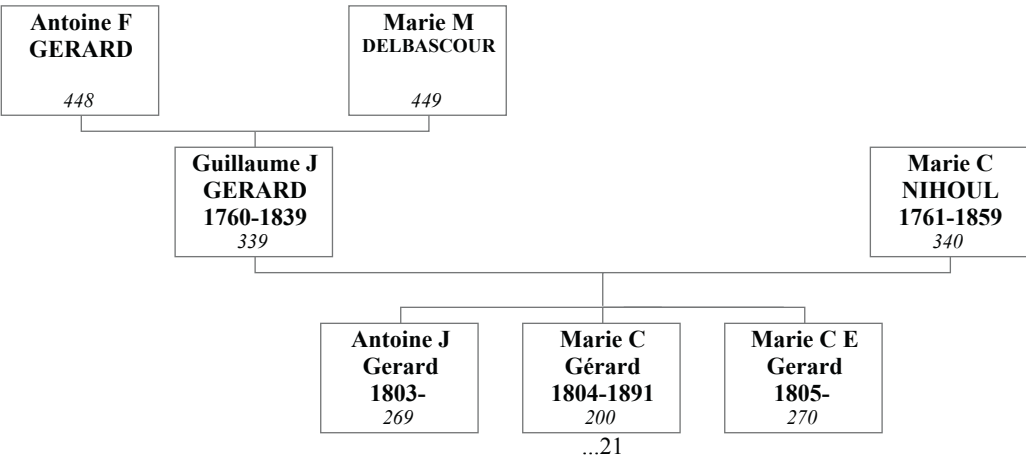 Antoine F
GERARD
448
Marie M
DELBASCOUR
449
Guillaume J
GERARD
1760-1839
339
Marie C
NIHOUL
1761-1859
340
Antoine J
Gerard
1803-
269
Marie C
Gérard
1804-1891
200
...21
Marie C E
Gerard
1805-
270